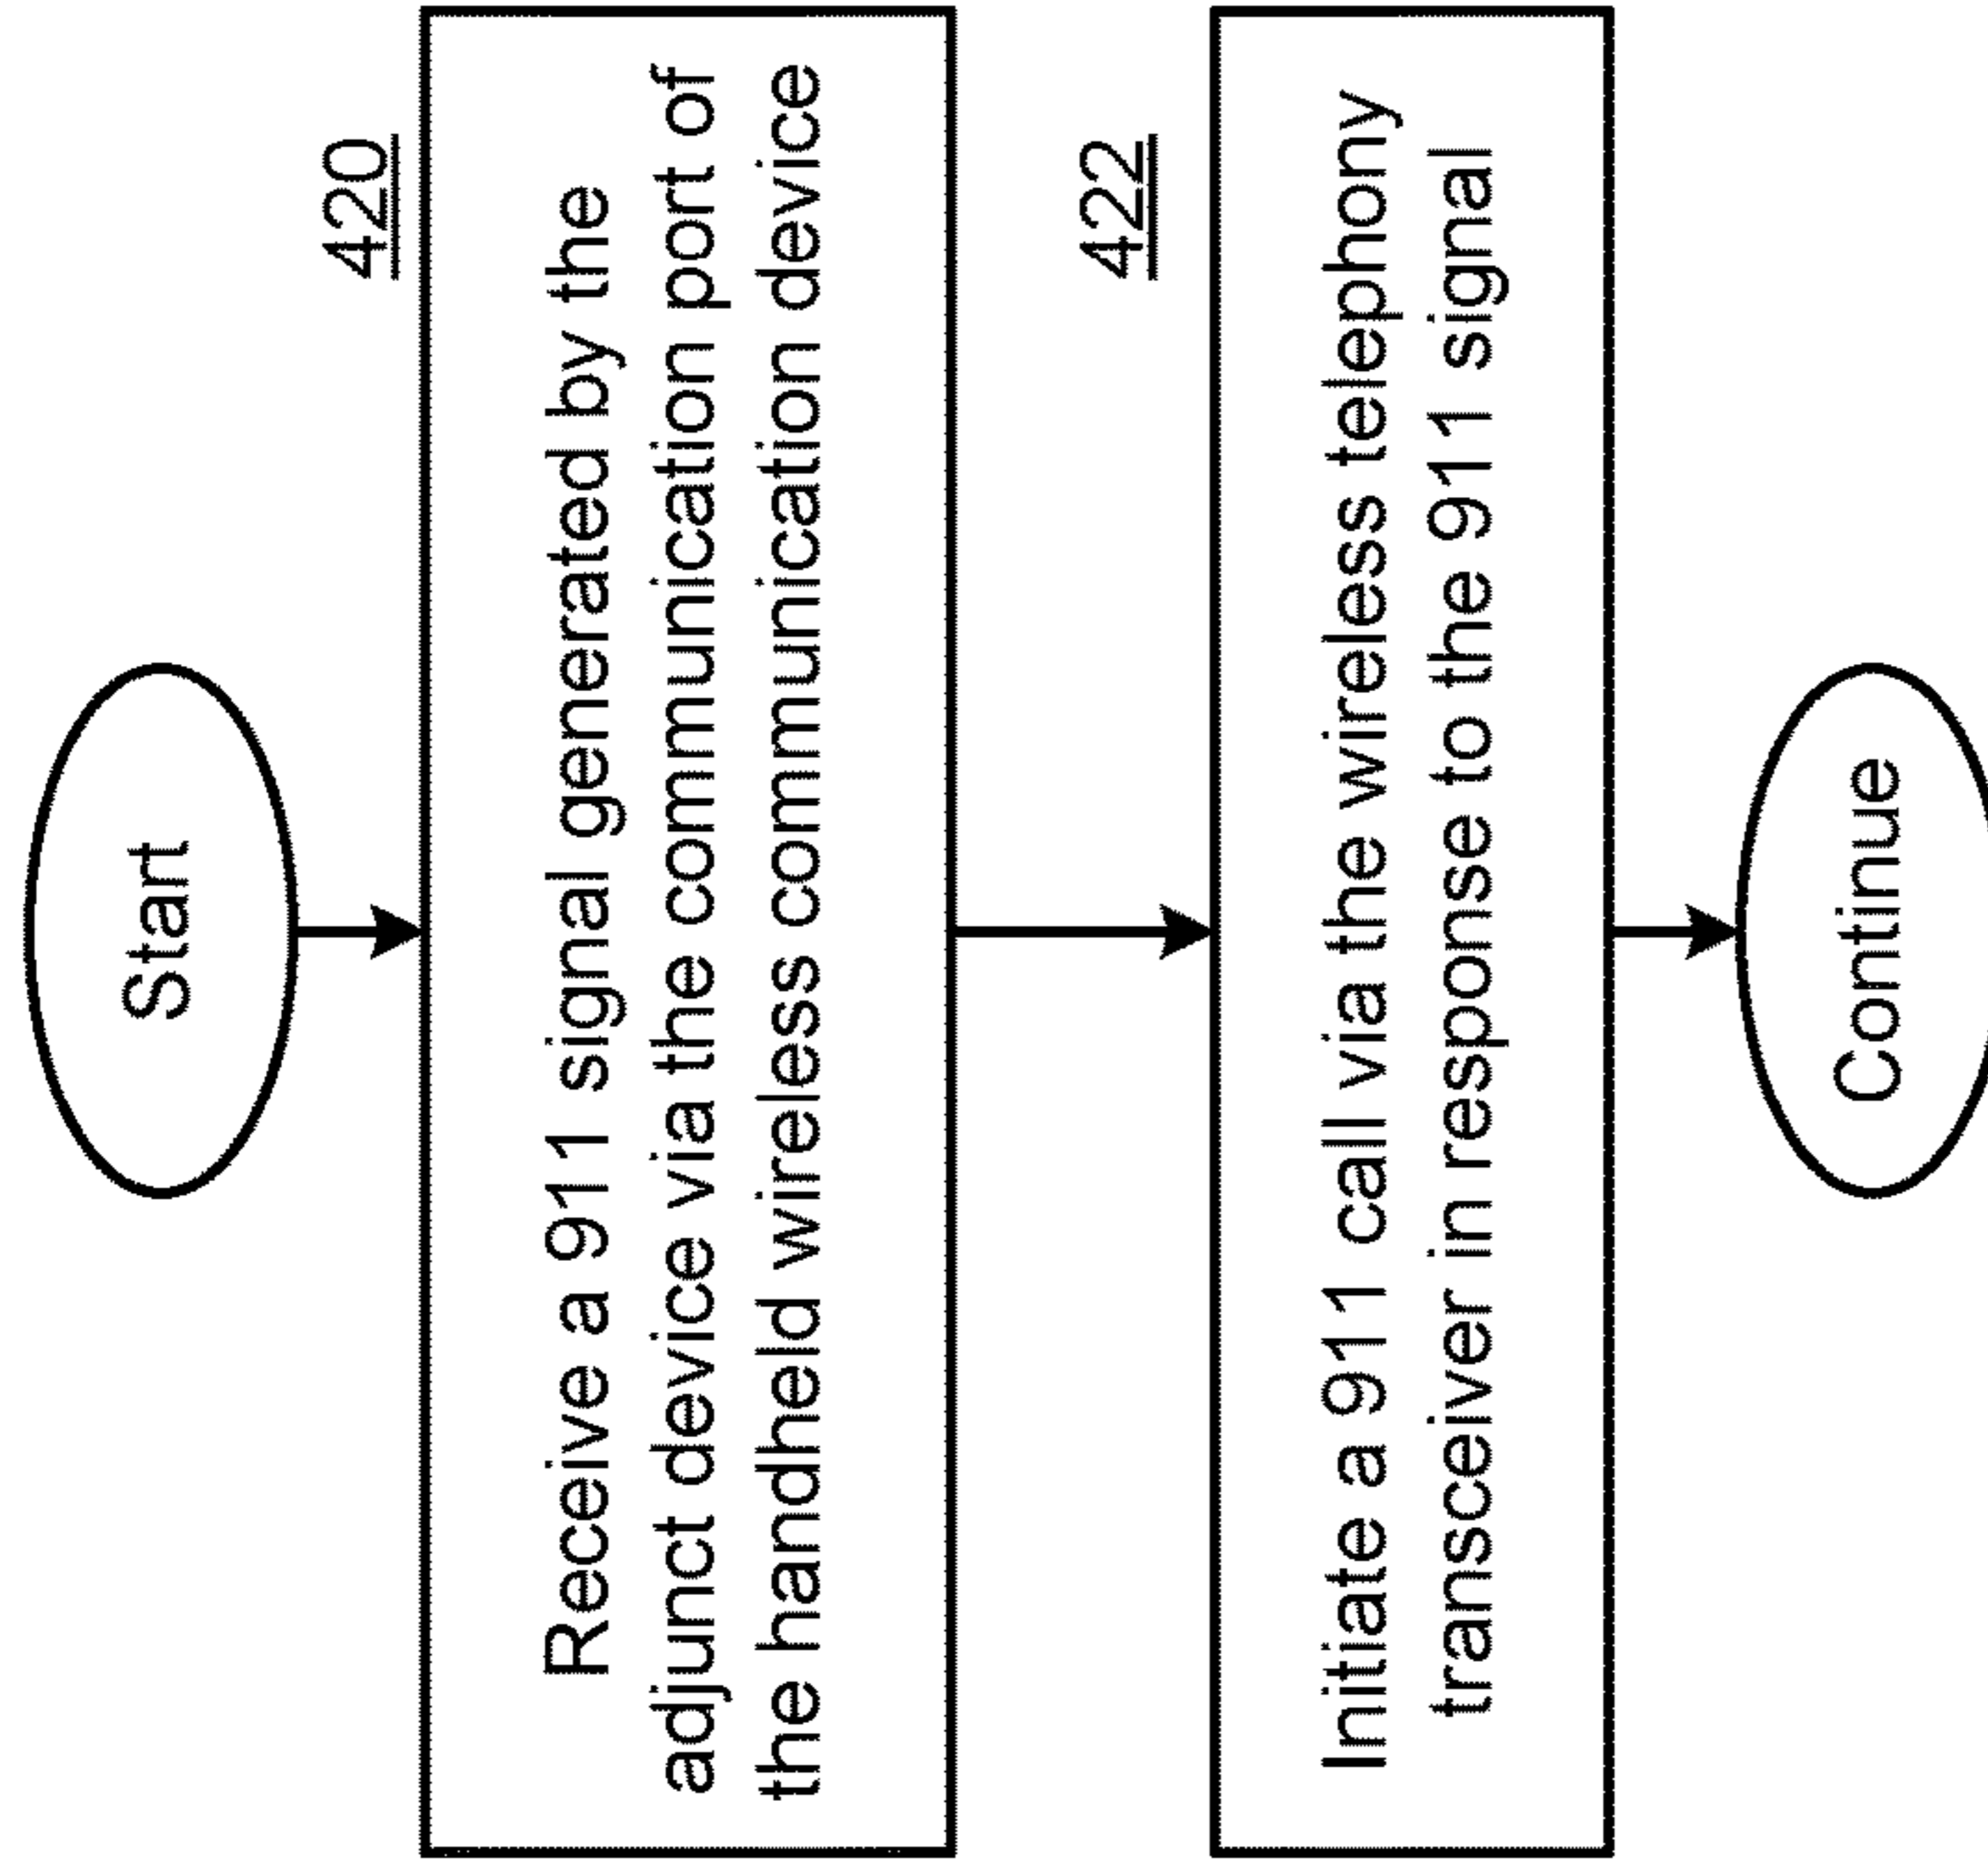 Start
420
Receive a 911 signal generated by the
adjunct device via the communication port of
the handheld wireless communication device
422
Initiate a 911 call via the wireless telephony
transceiver in response to the 911 signal
Continue